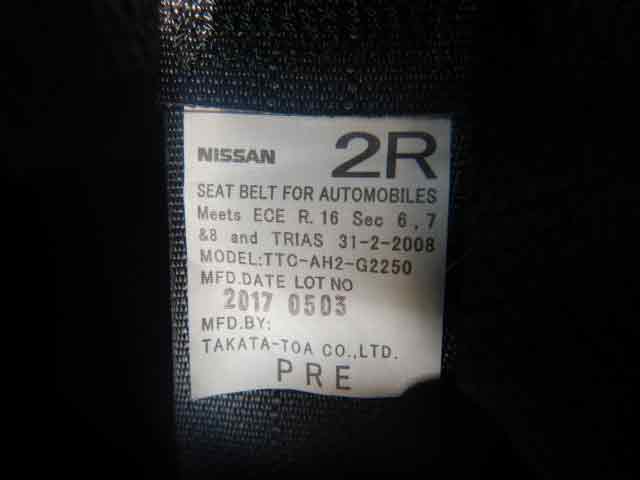 NISSAN 2R
SEAT BELT FOR AUTOMOBILES
Meets ECE R.16 Sec 6,7
&8 and TRIAS 31-2-2008
MODEL:TTC-AH2-G2250
MFD.DATE LOT NO
2017 0503
MFD.BY:
TAKATA-TOA CO.,LTD.
PRE